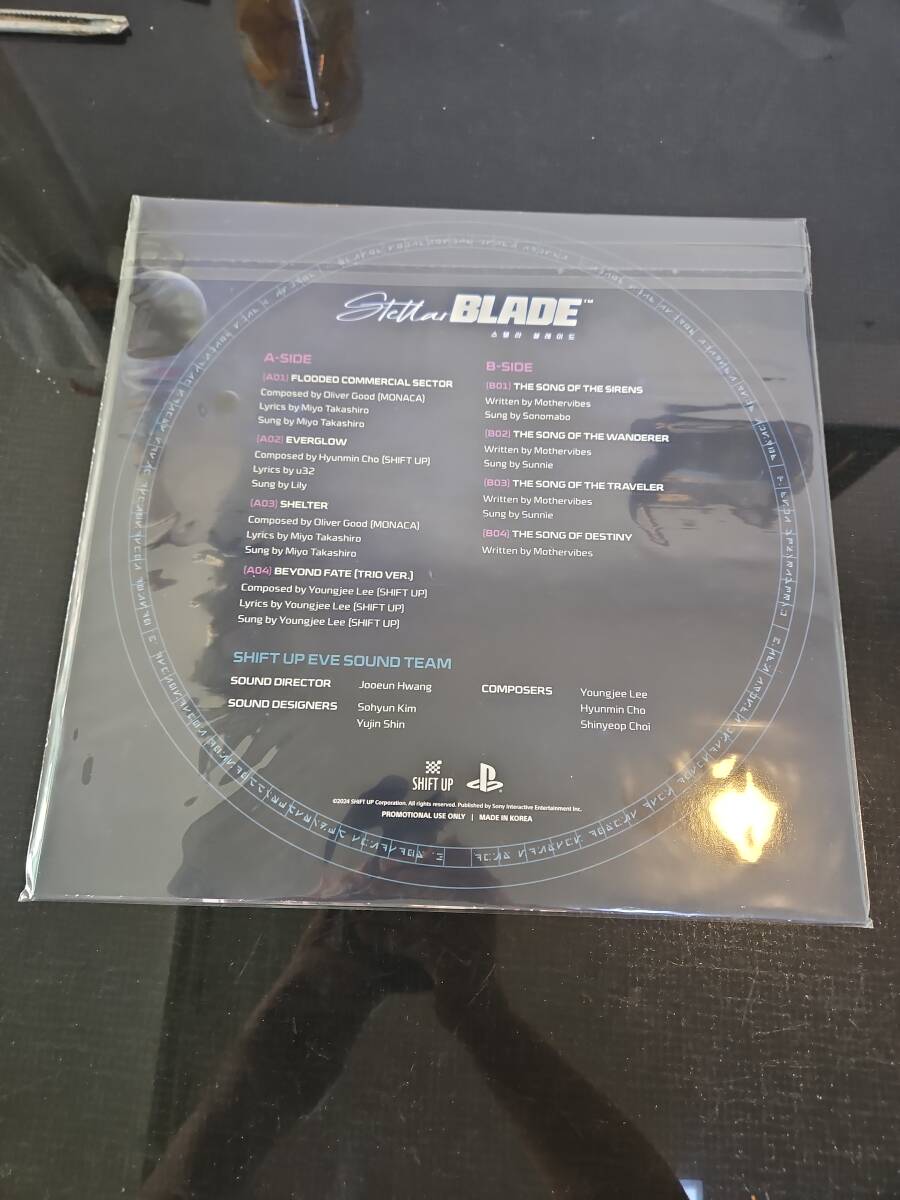 Stellar BLADE™
스텔라 블레이드
A-SIDE
[A01] FLOODED COMMERCIAL SECTOR
Composed by Oliver Good (MONACA)
Lyrics by Miyo Takashiro
Sung by Miyo Takashiro
[A02] EVERGLOW
Composed by Hyunmin Cho (SHIFT UP)
Lyrics by u32
Sung by Lily
[A03] SHELTER
Composed by Oliver Good (MONACA)
Lyrics by Miyo Takashiro
Sung by Miyo Takashiro
[A04] BEYOND FATE (TRIO VER.)
Composed by Youngjee Lee (SHIFT UP)
Lyrics by Youngjee Lee (SHIFT UP)
Sung by Youngjee Lee (SHIFT UP)
B-SIDE
[B01] THE SONG OF THE SIRENS
Written by Mothervibes
Sung by Sonomabo
[B02] THE SONG OF THE WANDERER
Written by Mothervibes
Sung by Sunnie
[B03] THE SONG OF THE TRAVELER
Written by Mothervibes
Sung by Sunnie
[B04] THE SONG OF DESTINY
Written by Mothervibes
SHIFT UP EVE SOUND TEAM
SOUND DIRECTOR Jooeun Hwang
SOUND DESIGNERS Sohyun Kim
Yujin Shin
COMPOSERS Youngjee Lee
Hyunmin Cho
Shinyeop Choi
SHIFT UP
©2024 SHIFT UP Corporation. All rights reserved. Published by Sony Interactive Entertainment Inc.
PROMOTIONAL USE ONLY | MADE IN KOREA